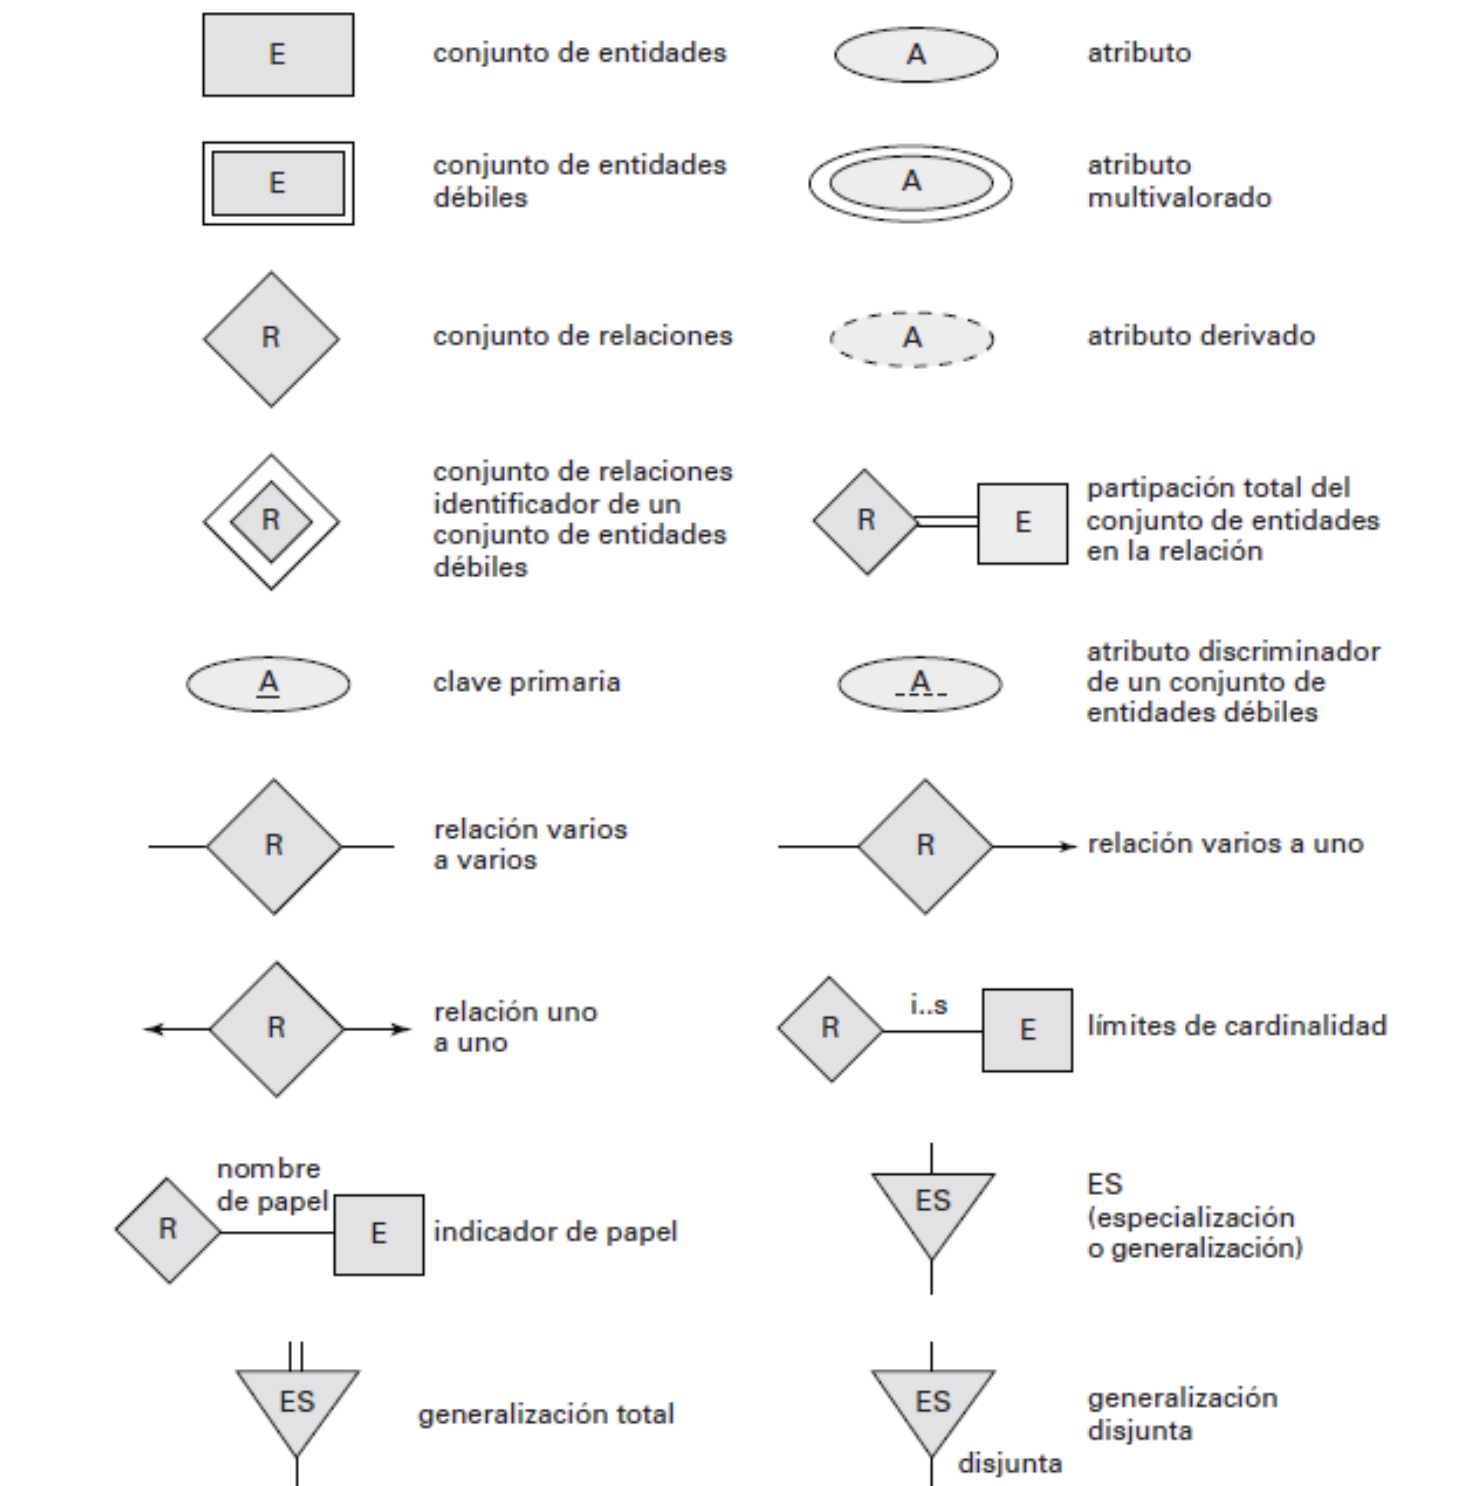 E
conjunto de entidades
A
atributo
E
conjunto de entidades
débiles
A
atributo
multivalorado
R
conjunto de relaciones
A
atributo derivado
R
conjunto de relaciones
identificador de un
conjunto de entidades
débiles
R
E
partipación total del
conjunto de entidades
en la relación
A
clave primaria
A
atributo discriminador
de un conjunto de
entidades débiles
R
relación varios
a varios
R
relación varios a uno
R
relación uno
a uno
R
i..s
E
límites de cardinalidad
R
nombre
de papel
E
indicador de papel
ES
ES
(especialización
o generalización)
ES
generalización total
ES
disjunta
generalización
disjunta